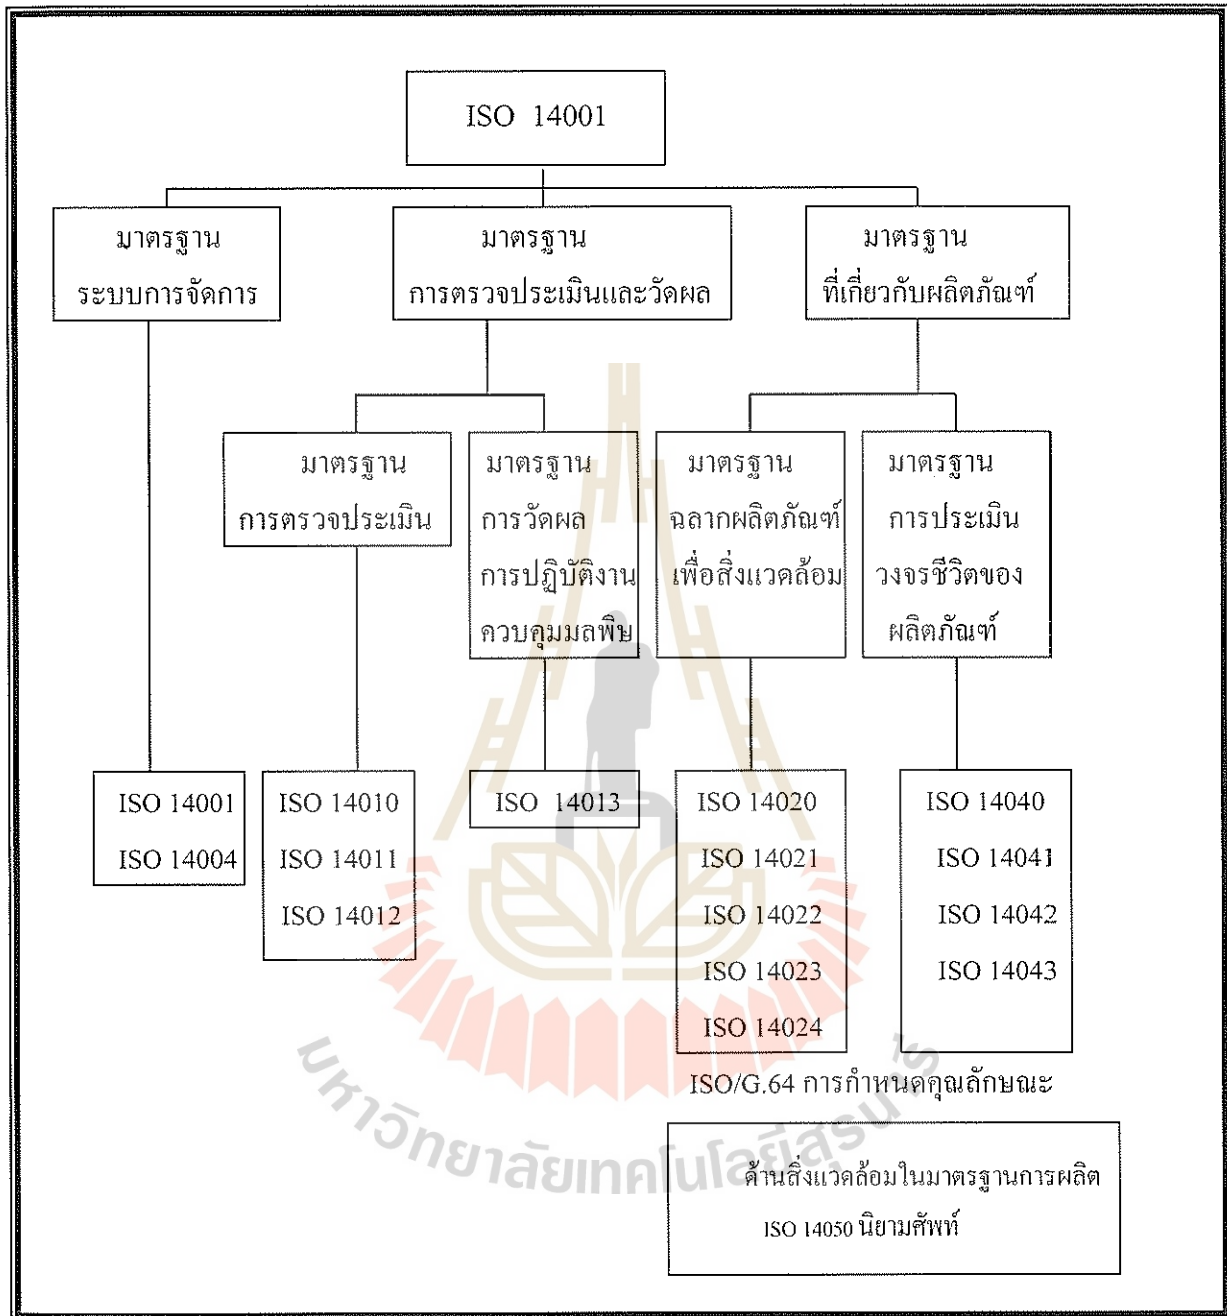 ISO 14001
มาตรฐาน
ระบบการจัดการ
มาตรฐาน
การตรวจประเมินและวัดผล
มาตรฐาน
ที่เกี่ยวกับผลิตภัณฑ์
มาตรฐาน
การตรวจประเมิน
มาตรฐาน
การวัดผล
การปฏิบัติงาน
ควบคุมมลพิษ
มาตรฐาน
ฉลากผลิตภัณฑ์
เพื่อสิ่งแวดล้อม
มาตรฐาน
การประเมิน
วงจรชีวิตของ
ผลิตภัณฑ์
ISO 14001
ISO 14004
ISO 14010
ISO 14011
ISO 14012
ISO 14013
ISO 14020
ISO 14021
ISO 14022
ISO 14023
ISO 14024
ISO 14040
ISO 14041
ISO 14042
ISO 14043
ISO/G.64 การกำหนดคุณลักษณะ
ด้านสิ่งแวดล้อมในมาตรฐานการผลิต
ISO 14050 นิยามศัพท์
มหาวิทยาลัยเทคโนโลยีสุรนารี